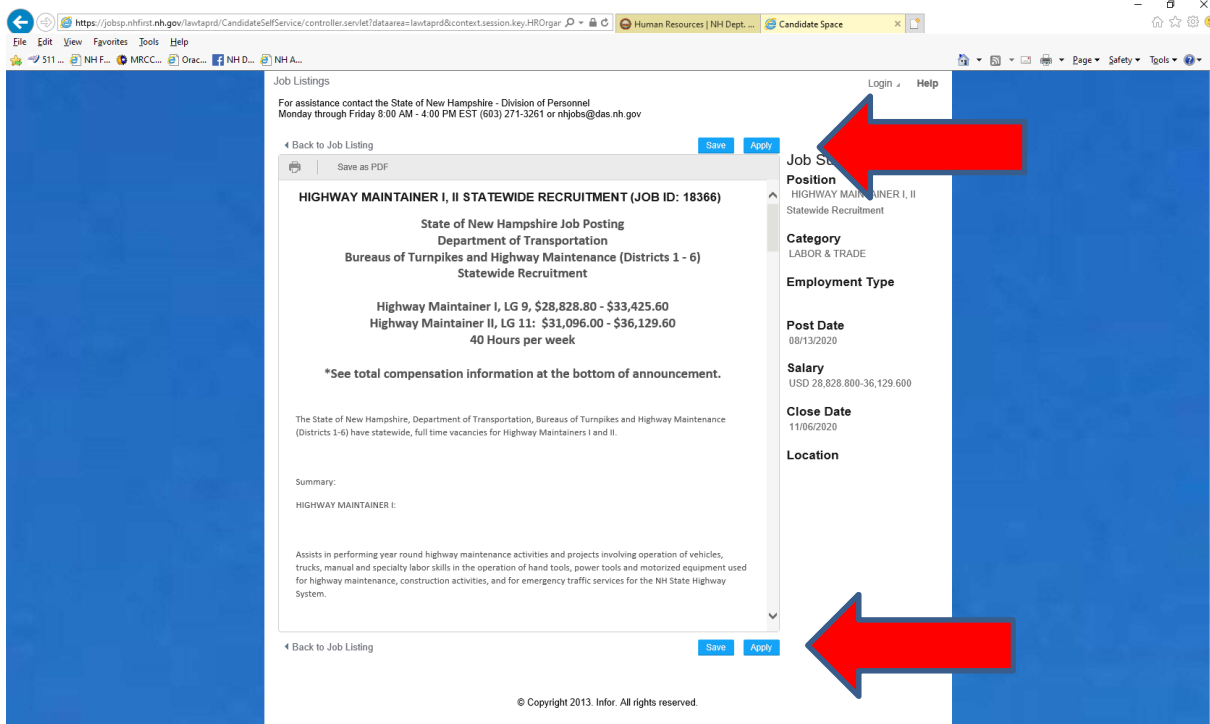 https://jobsp.nhfirst.nh.gov/lawtaprd/CandidateSelfService/controller.servlet?dataarea=lawtaprd&context.session.key.HROrgar
Human Resources | NH Dept. ...
Candidate Space
File Edit View Favorites Tools Help
511 ... NH F... MRCC... Orac... NH D... NH A...
Page Safety Tools
Job Listings
Login Help
For assistance contact the State of New Hampshire - Division of Personnel
Monday through Friday 8:00 AM - 4:00 PM EST (603) 271-3261 or nhjobs@das.nh.gov
Back to Job Listing
Save Apply
Save as PDF
HIGHWAY MAINTAINER I, II STATEWIDE RECRUITMENT (JOB ID: 18366)
State of New Hampshire Job Posting
Department of Transportation
Bureaus of Turnpikes and Highway Maintenance (Districts 1 - 6)
Statewide Recruitment
Highway Maintainer I, LG 9, $28,828.80 - $33,425.60
Highway Maintainer II, LG 11: $31,096.00 - $36,129.60
40 Hours per week
*See total compensation information at the bottom of announcement.
The State of New Hampshire, Department of Transportation, Bureaus of Turnpikes and Highway Maintenance
(Districts 1-6) have statewide, full time vacancies for Highway Maintainers I and II.
Summary:
HIGHWAY MAINTAINER I:
Assists in performing year round highway maintenance activities and projects involving operation of vehicles,
trucks, manual and specialty labor skills in the operation of hand tools, power tools and motorized equipment used
for highway maintenance, construction activities, and for emergency traffic services for the NH State Highway
System.
Back to Job Listing
Save Apply
Job
Position
HIGHWAY MAINTAINER I, II
Statewide Recruitment
Category
LABOR & TRADE
Employment Type
Post Date
08/13/2020
Salary
USD 28,828.800-36,129.600
Close Date
11/06/2020
Location
© Copyright 2013. Infor. All rights reserved.